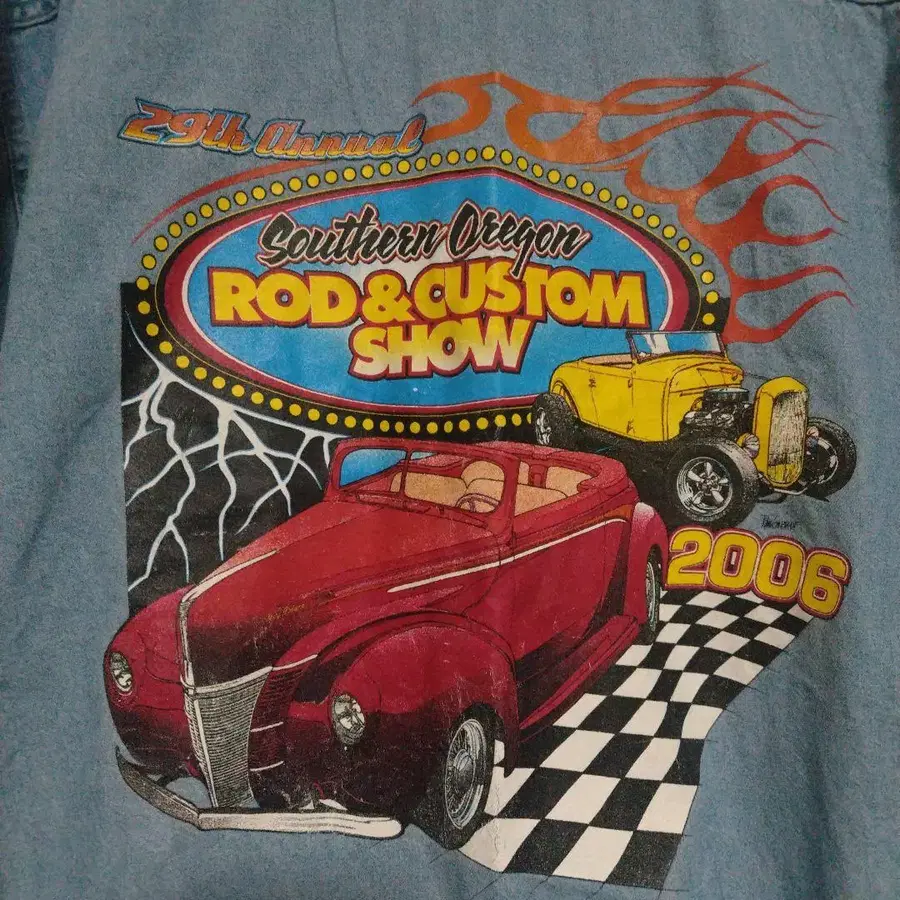 29th Annual
Southern Oregon
ROD & CUSTOM
SHOW
2006